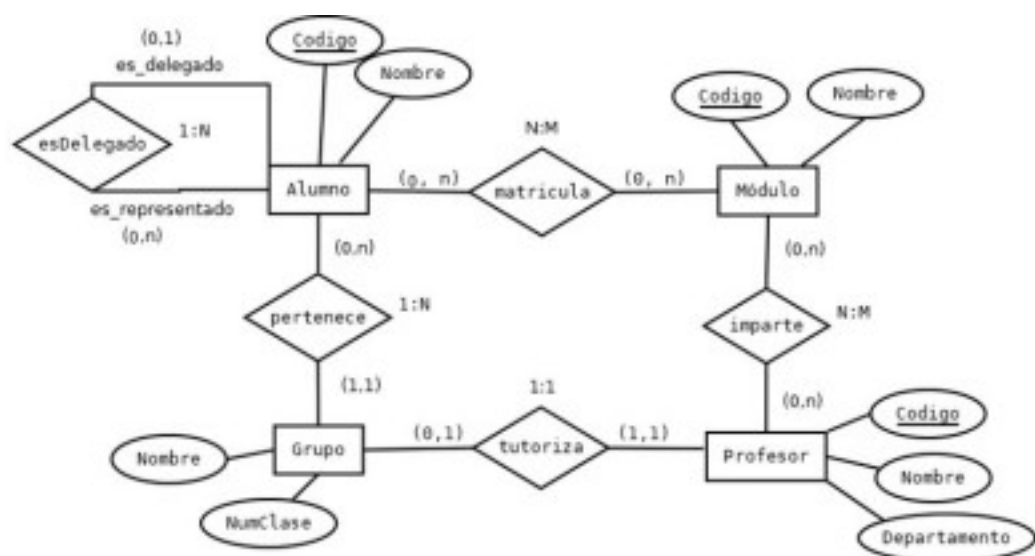 (0,1)
es_delegado
Codigo
Nombre
Codigo
Nombre
esDelegado
1:N
N:M
Alumno
(0, n)
matricula
(0, n)
Módulo
es_representado
(0,n)
(0,n)
(0,n)
pertenece
1:N
imparte
N:M
(1,1)
1:1
(0,n)
Codigo
Nombre
Grupo
(0,1)
tutoriza
(1,1)
Profesor
Nombre
NumClase
Departamento